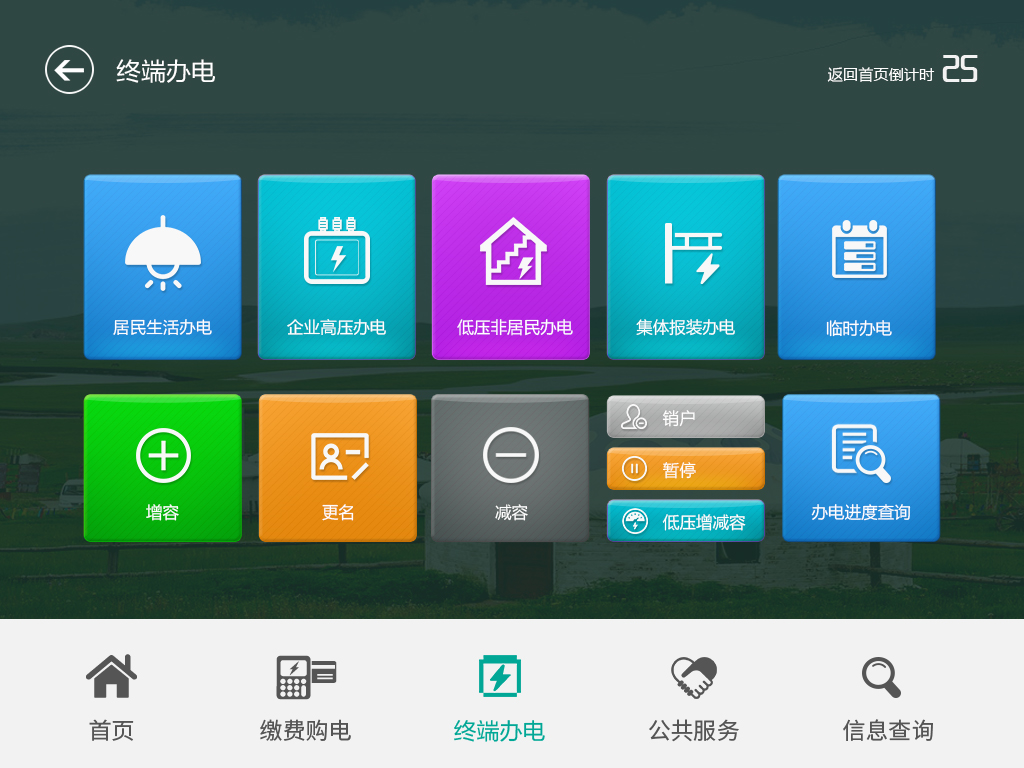 终端办电
返回首页倒计时 25
居民生活办电
企业高压办电
低压非居民办电
集体报装办电
临时办电
增容
更名
减容
销户
暂停
低压增减容
办电进度查询
首页
缴费购电
终端办电
公共服务
信息查询